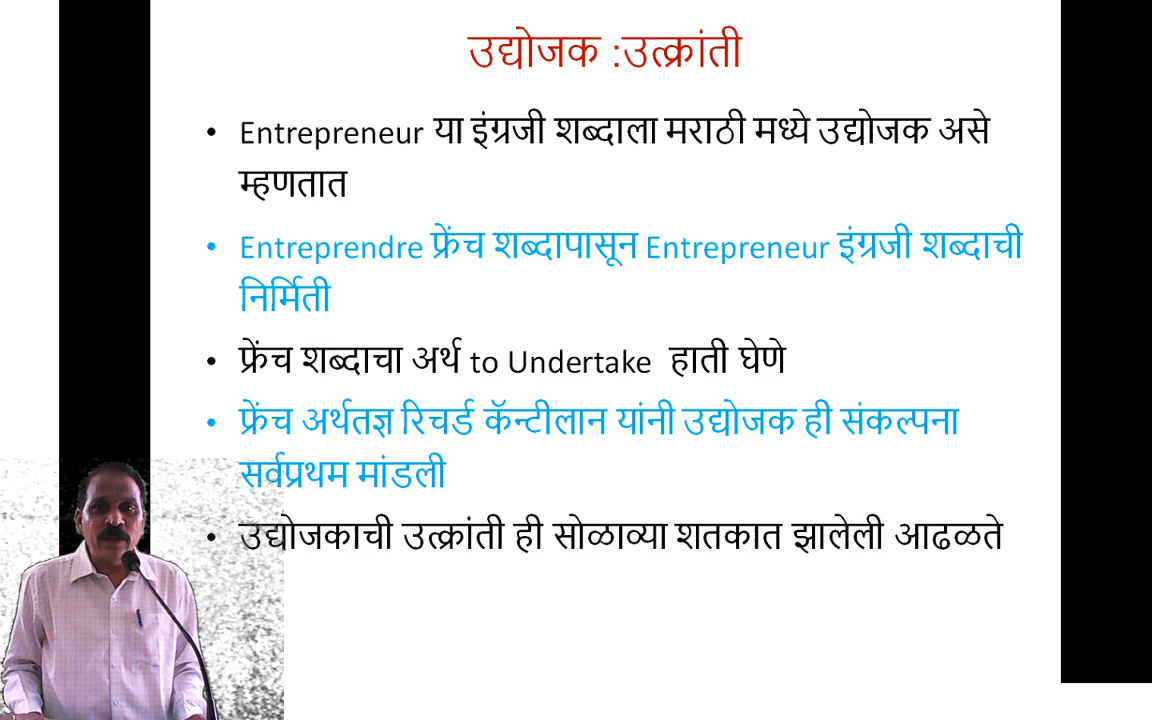 उद्योजक :उत्क्रांती
• Entrepreneur या इंग्रजी शब्दाला मराठी मध्ये उद्योजक असे
म्हणतात
• Entreprendre फ्रेंच शब्दापासून Entrepreneur इंग्रजी शब्दाची
निर्मिती
• फ्रेंच शब्दाचा अर्थ to Undertake हाती घेणे
• फ्रेंच अर्थतज्ञ रिचर्ड कॅन्टीलान यांनी उद्योजक ही संकल्पना
सर्वप्रथम मांडली
• उद्योजकाची उत्क्रांती ही सोळाव्या शतकात झालेली आढळते